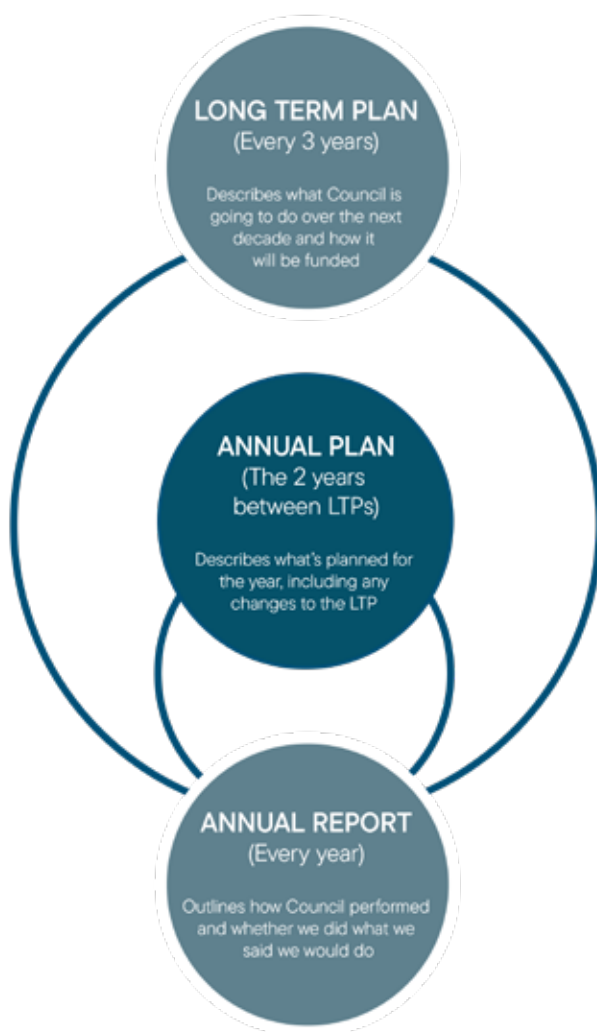 LONG TERM PLAN
(Every 3 years)
Describes what Council is
going to do over the next
decade and how it
will be funded
ANNUAL PLAN
(The 2 years
between LTPs)
Describes what's planned for
the year, including any
changes to the LTP
ANNUAL REPORT
(Every year)
Outlines how Council performed
and whether we did what we
said we would do